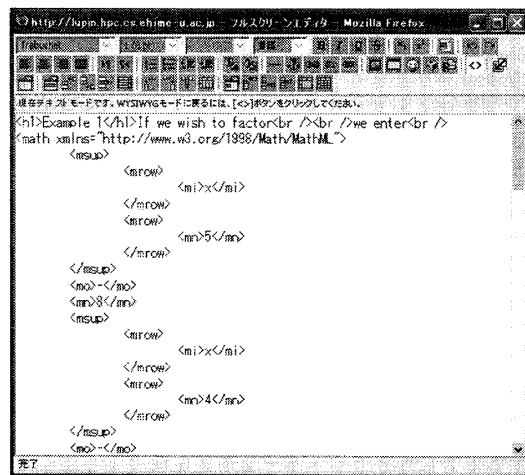 http://lupin.hpc.cs.ehime-u.ac.jp - フルスクリーンエディター - Mozilla Firefox
Trebuchet
現在テキストモードです。WYSIWYGモードに戻るには、[<>]ボタンをクリックしてください。
<h1>Example 1</h1>If we wish to factor<br /><br />we enter<br />
<math xmlns="http://www.w3.org/1998/Math/MathML">
<msup>
<mrow>
<mi>x</mi>
</mrow>
<mrow>
<mn>5</mn>
</mrow>
</msup>
<mo>-</mo>
<mn>8</mn>
<msup>
<mrow>
<mi>x</mi>
</mrow>
<mrow>
<mn>4</mn>
</mrow>
</msup>
<mo>-</mo>
完了